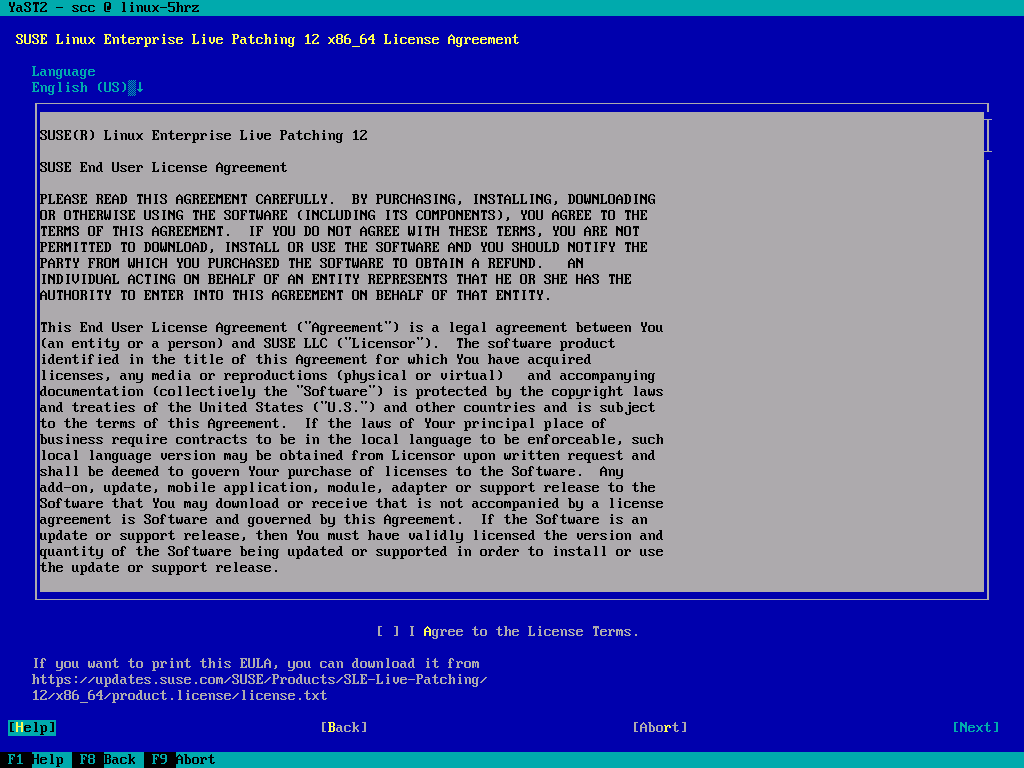 YaST2 - scc @ linux-5hrz
SUSE Linux Enterprise Live Patching 12 x86_64 License Agreement
Language
English (US)↓
SUSE(R) Linux Enterprise Live Patching 12
SUSE End User License Agreement
PLEASE READ THIS AGREEMENT CAREFULLY.  BY PURCHASING, INSTALLING, DOWNLOADING
OR OTHERWISE USING THE SOFTWARE (INCLUDING ITS COMPONENTS), YOU AGREE TO THE
TERMS OF THIS AGREEMENT.  IF YOU DO NOT AGREE WITH THESE TERMS, YOU ARE NOT
PERMITTED TO DOWNLOAD, INSTALL OR USE THE SOFTWARE AND YOU SHOULD NOTIFY THE
PARTY FROM WHICH YOU PURCHASED THE SOFTWARE TO OBTAIN A REFUND.   AN
INDIVIDUAL ACTING ON BEHALF OF AN ENTITY REPRESENTS THAT HE OR SHE HAS THE
AUTHORITY TO ENTER INTO THIS AGREEMENT ON BEHALF OF THAT ENTITY.
This End User License Agreement ("Agreement") is a legal agreement between You
(an entity or a person) and SUSE LLC ("Licensor").  The software product
identified in the title of this Agreement for which You have acquired
licenses, any media or reproductions (physical or virtual)   and accompanying
documentation (collectively the "Software") is protected by the copyright laws
and treaties of the United States ("U.S.") and other countries and is subject
to the terms of this Agreement.  If the laws of Your principal place of
business require contracts to be in the local language to be enforceable, such
local language version may be obtained from Licensor upon written request and
shall be deemed to govern Your purchase of licenses to the Software.  Any
add-on, update, mobile application, module, adapter or support release to the
Software that You may download or receive that is not accompanied by a license
agreement is Software and governed by this Agreement.  If the Software is an
update or support release, then You must have validly licensed the version and
quantity of the Software being updated or supported in order to install or use
the update or support release.
[ ] I Agree to the License Terms.
If you want to print this EULA, you can download it from
https://updates.suse.com/SUSE/Products/SLE-Live-Patching/
12/x86_64/product.license/license.txt
[Help] [Back] [Abort] [Next]
F1 Help F8 Back F9 Abort